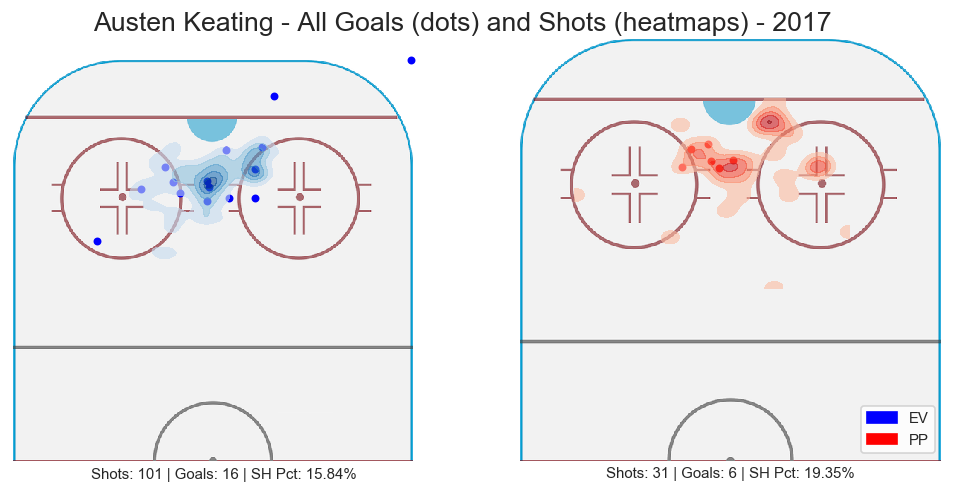 Austen Keating - All Goals (dots) and Shots (heatmaps) - 2017
EV
PP
Shots: 101 | Goals: 16 | SH Pct: 15.84%
Shots: 31 | Goals: 6 | SH Pct: 19.35%